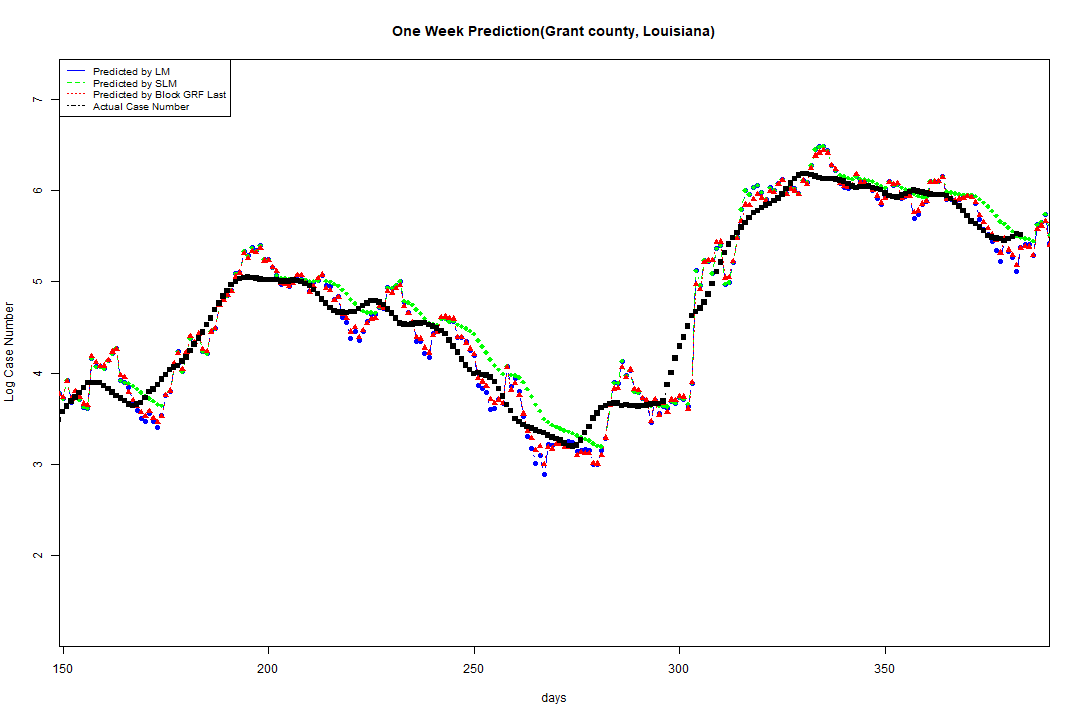 One Week Prediction(Grant county, Louisiana)
Predicted by LM
Predicted by SLM
Predicted by Block GRF Last
Actual Case Number
7
6
5
4
3
2
Log Case Number
150 200 250 300 350
days